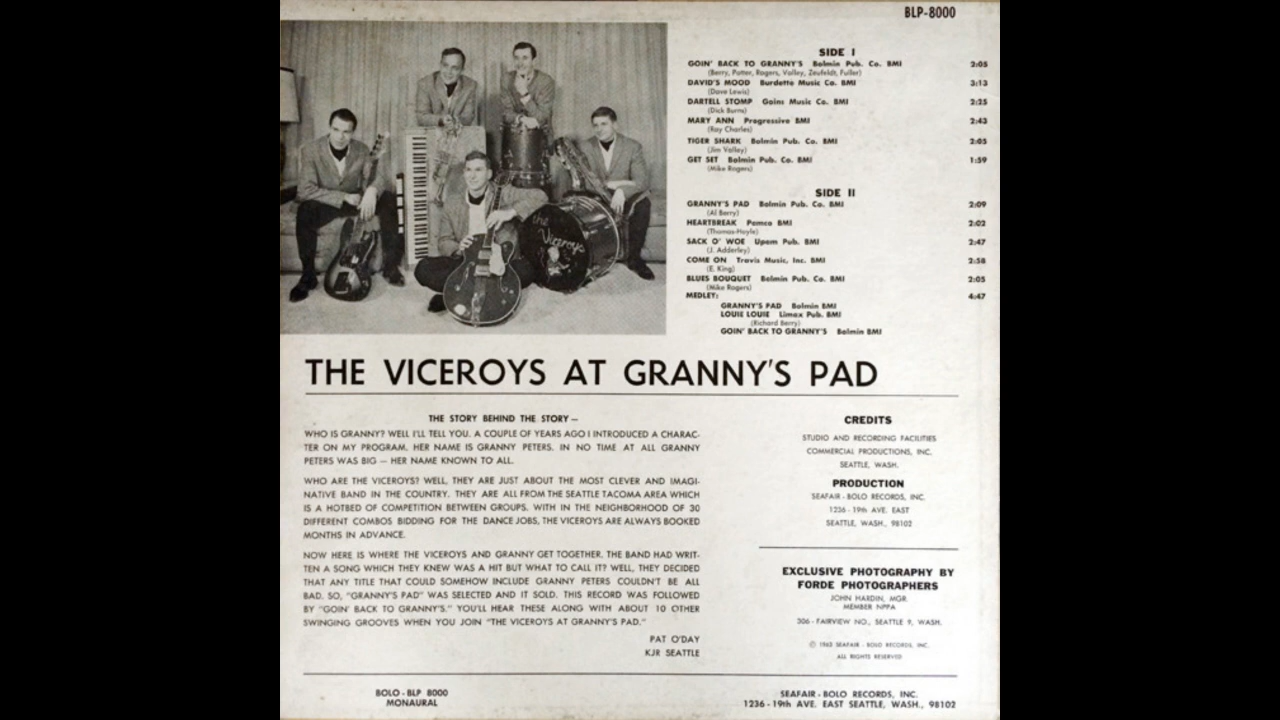 BLP-8000
SIDE I
GOIN' BACK TO GRANNY'S Bolmin Pub. Co. BMI 2:05
(Berry, Potter, Rogers, Valley, Zeufeldt, Fuller)
DAVID'S MOOD Burdette Music Co. BMI 3:13
(Dave Lewis)
DARTELL STOMP Gains Music Co. BMI 2:25
(Dick Burns)
MARY ANN Progressive BMI 2:43
(Ray Charles)
TIGER SHARK Bolmin Pub. Co. BMI 2:05
(Jim Valley)
GET SET Bolmin Pub. Co. BMI 1:59
(Mike Rogers)
SIDE II
GRANNY'S PAD Bolmin Pub. Co. BMI 2:09
(Al Berry)
HEARTBREAK Pamco BMI 2:02
(Thomas-Hoyle)
SACK O' WOE Upam Pub. BMI 2:47
(J. Adderley)
COME ON Travis Music, Inc. BMI 2:58
(E. King)
BLUES BOUQUET Bolmin Pub. Co. BMI 2:05
(Mike Rogers)
MEDLEY: 4:47
GRANNY'S PAD Bolmin BMI
LOUIE LOUIE Limax Pub. BMI
(Richard Berry)
GOIN' BACK TO GRANNY'S Bolmin BMI
The Viceroys
THE VICEROYS AT GRANNY'S PAD
THE STORY BEHIND THE STORY —
WHO IS GRANNY? WELL I'LL TELL YOU. A COUPLE OF YEARS AGO I INTRODUCED A CHARAC-
TER ON MY PROGRAM. HER NAME IS GRANNY PETERS. IN NO TIME AT ALL GRANNY
PETERS WAS BIG — HER NAME KNOWN TO ALL.
WHO ARE THE VICEROYS? WELL, THEY ARE JUST ABOUT THE MOST CLEVER AND IMAGI-
NATIVE BAND IN THE COUNTRY. THEY ARE ALL FROM THE SEATTLE TACOMA AREA WHICH
IS A HOTBED OF COMPETITION BETWEEN GROUPS. WITH IN THE NEIGHBORHOOD OF 30
DIFFERENT COMBOS BIDDING FOR THE DANCE JOBS, THE VICEROYS ARE ALWAYS BOOKED
MONTHS IN ADVANCE.
NOW HERE IS WHERE THE VICEROYS AND GRANNY GET TOGETHER. THE BAND HAD WRIT-
TEN A SONG WHICH THEY KNEW WAS A HIT BUT WHAT TO CALL IT? WELL, THEY DECIDED
THAT ANY TITLE THAT COULD SOMEHOW INCLUDE GRANNY PETERS COULDN'T BE ALL
BAD. SO, "GRANNY'S PAD" WAS SELECTED AND IT SOLD. THIS RECORD WAS FOLLOWED
BY "GOIN' BACK TO GRANNY'S." YOU'LL HEAR THESE ALONG WITH ABOUT 10 OTHER
SWINGING GROOVES WHEN YOU JOIN "THE VICEROYS AT GRANNY'S PAD."
PAT O'DAY
KJR SEATTLE
CREDITS
STUDIO AND RECORDING FACILITIES
COMMERCIAL PRODUCTIONS, INC.
SEATTLE, WASH.
PRODUCTION
SEAFAIR - BOLO RECORDS, INC.
1236 - 19th AVE. EAST
SEATTLE, WASH., 98102
EXCLUSIVE PHOTOGRAPHY BY
FORDE PHOTOGRAPHERS
JOHN HARDIN, MGR.
MEMBER NPPA
306 - FAIRVIEW NO., SEATTLE 9, WASH.
© 1963 SEAFAIR - BOLO RECORDS, INC.
ALL RIGHTS RESERVED
BOLO - BLP 8000
MONAURAL
SEAFAIR - BOLO RECORDS, INC.
1236 - 19th AVE. EAST SEATTLE, WASH., 98102